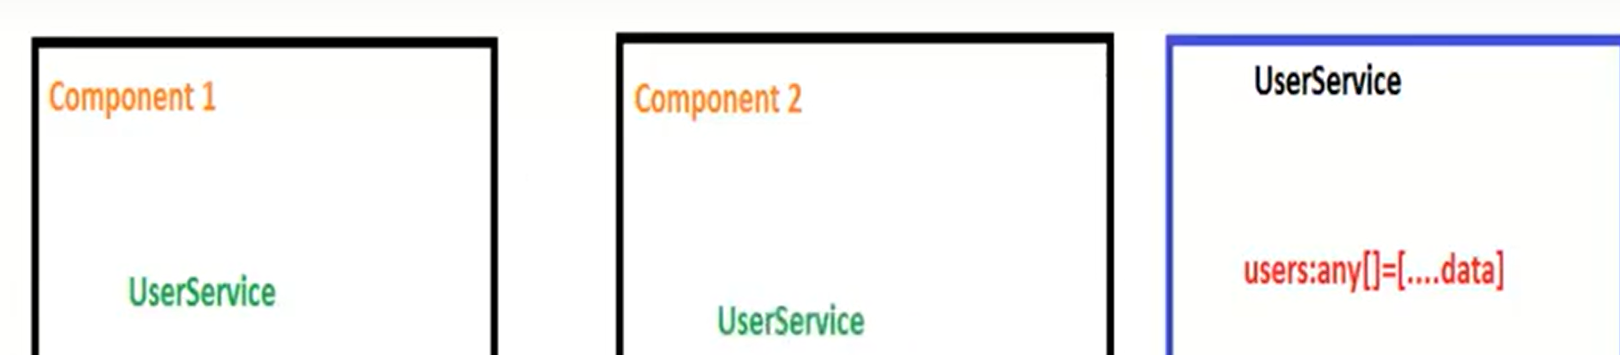 Component 1
UserService
Component 2
UserService
UserService
users:any[]=[....data]